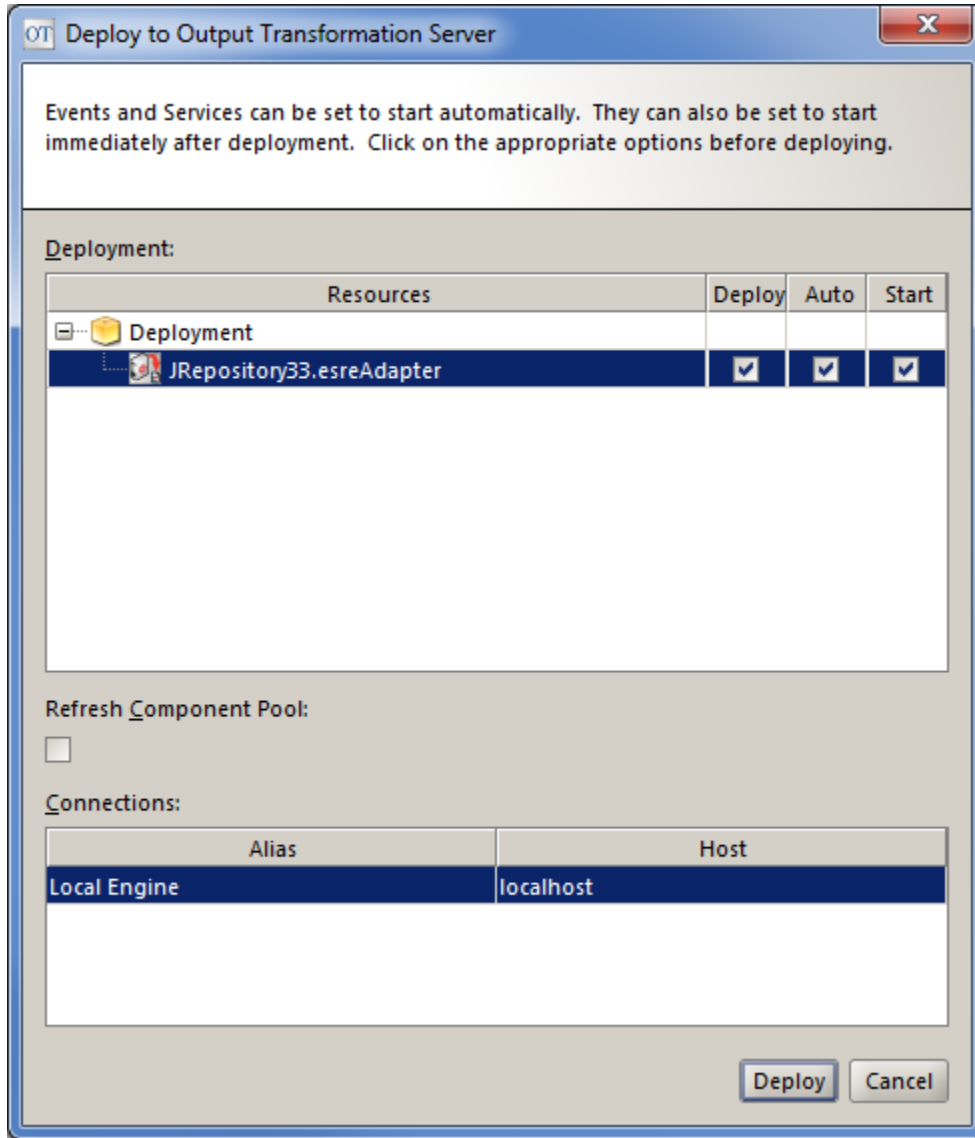 OT Deploy to Output Transformation Server
Events and Services can be set to start automatically. They can also be set to start
immediately after deployment. Click on the appropriate options before deploying.
Deployment:
Resources Deploy Auto Start
Deployment
JRepository33.esreAdapter
Refresh Component Pool:
Connections:
Alias Host
Local Engine localhost
Deploy Cancel